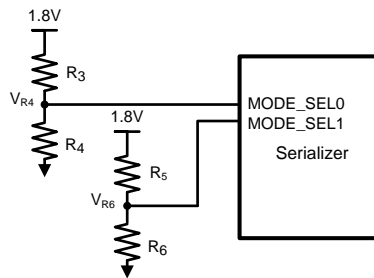 1.8V
R3
VR4
R4
1.8V
R5
VR6
R6
MODE_SEL0
MODE_SEL1
Serializer